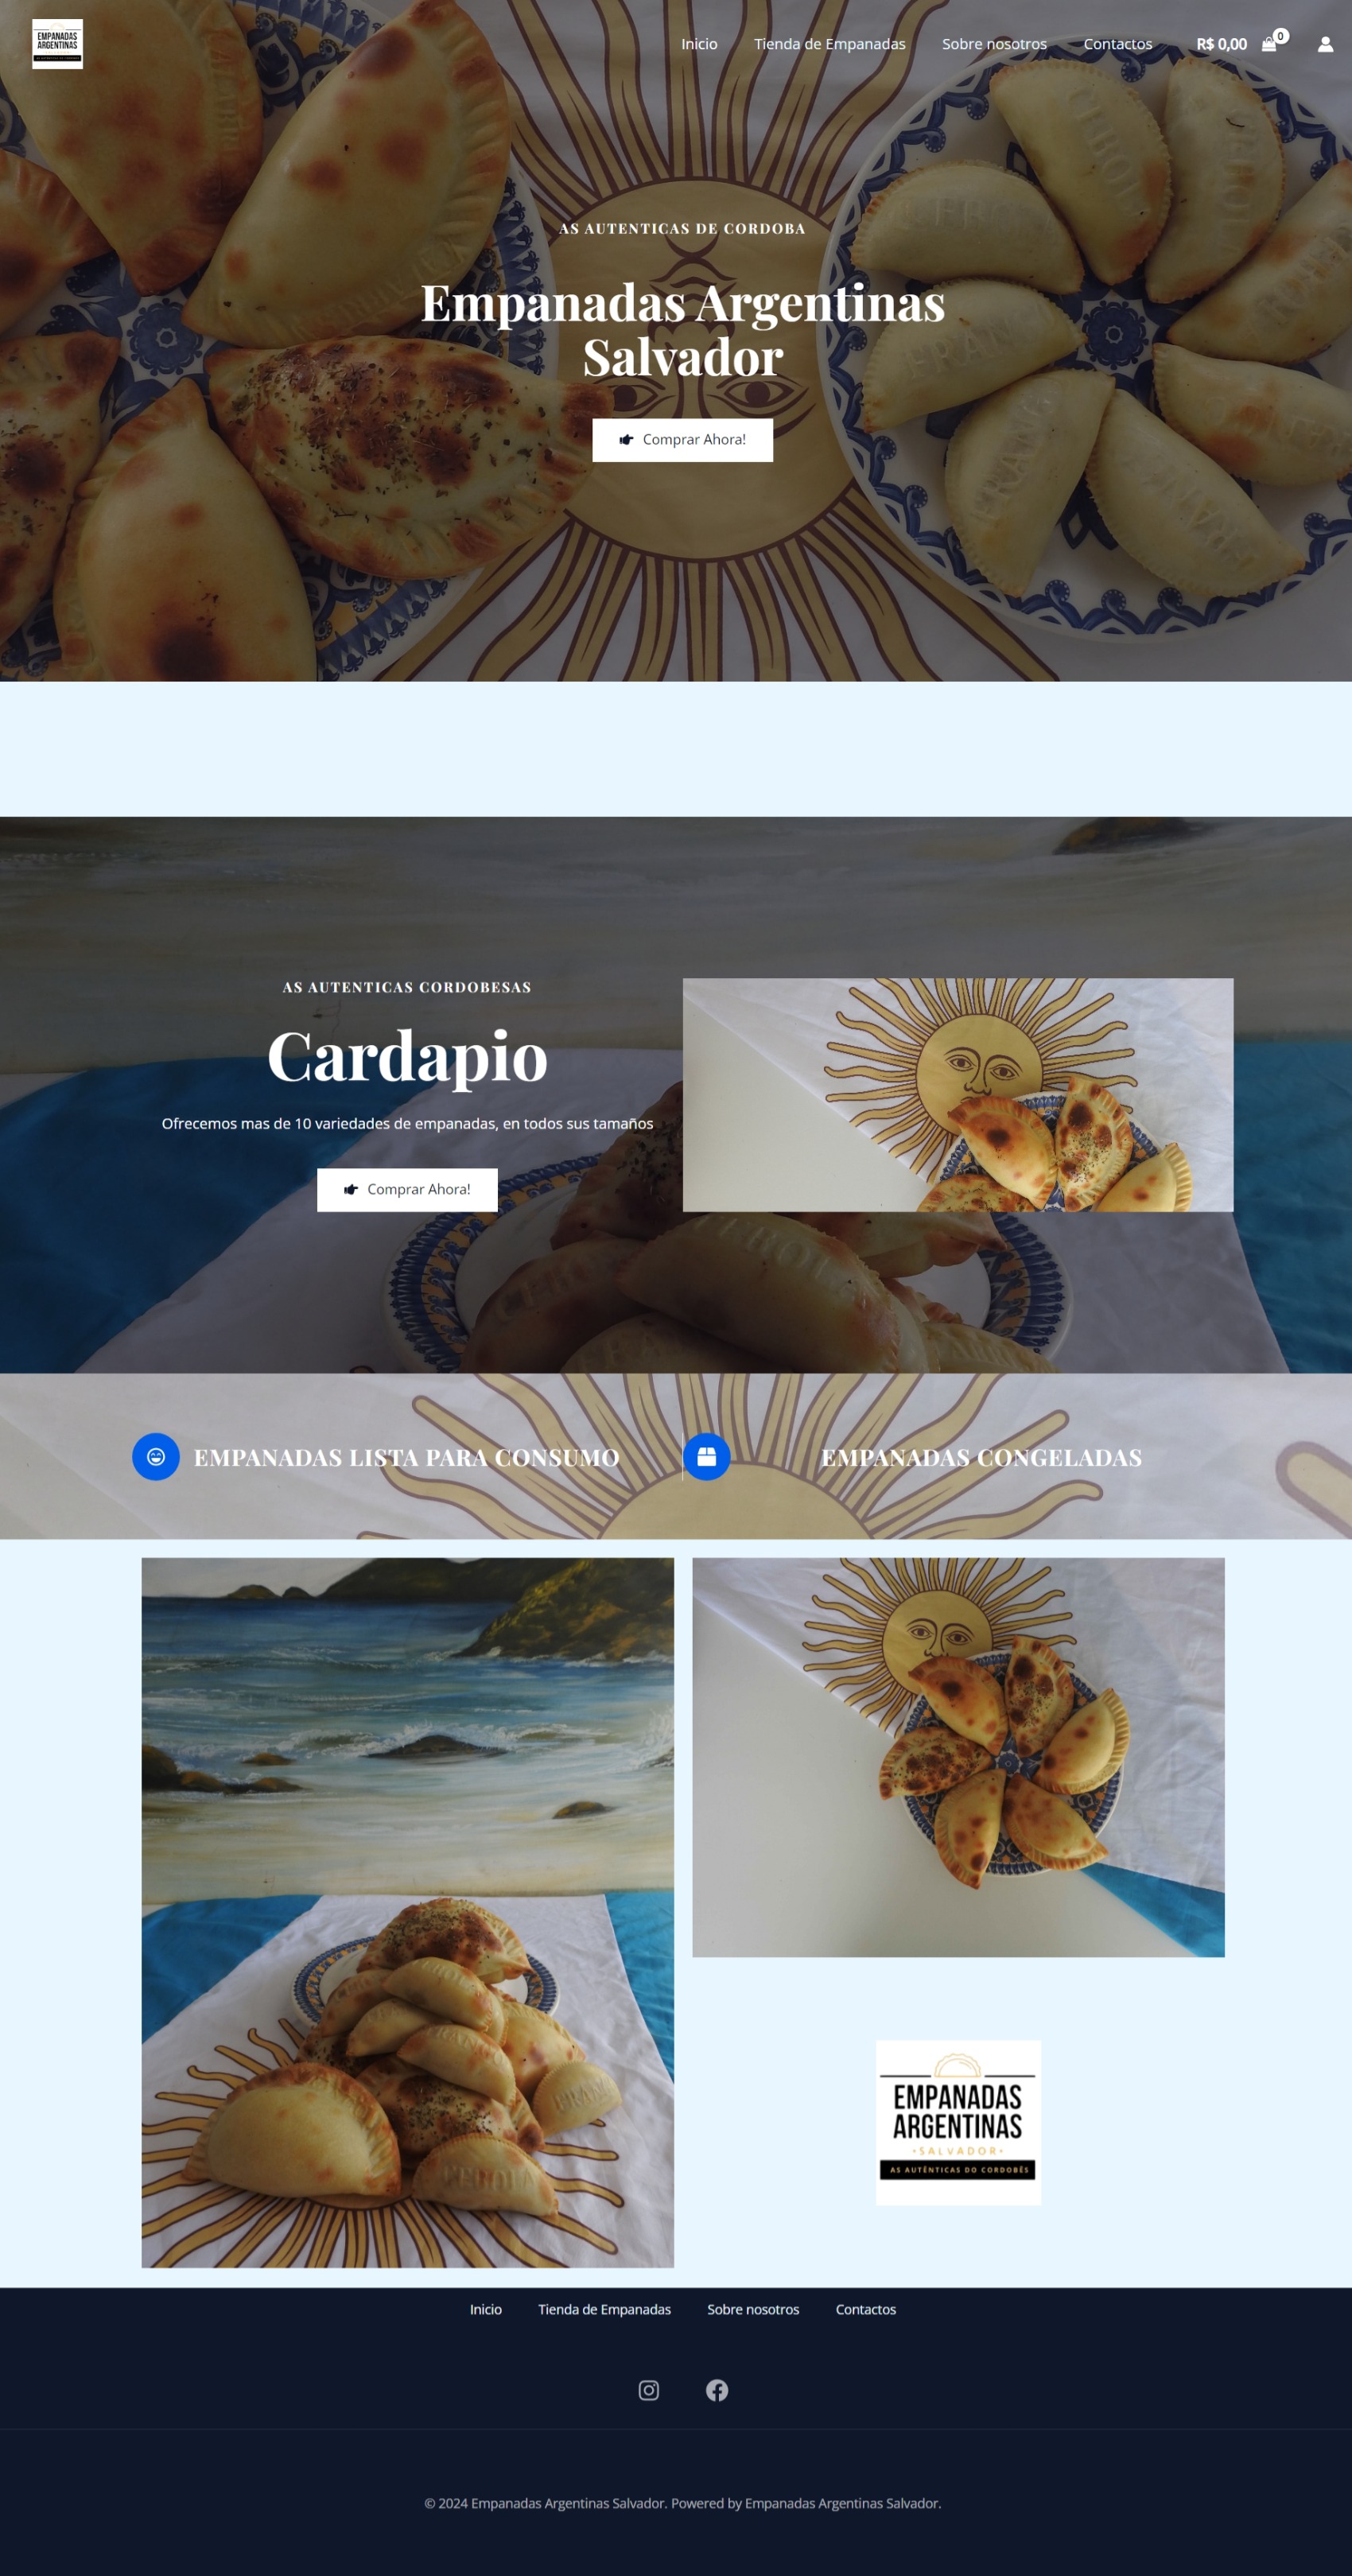 EMPANADAS
ARGENTINAS
Inicio
Tienda de Empanadas
Sobre nosotros
Contactos
R$ 0,00
0
AS AUTENTICAS DE CORDOBA
Empanadas Argentinas
Salvador
Comprar Ahora!
AS AUTENTICAS CORDOBESAS
Cardapio
Ofrecemos mas de 10 variedades de empanadas, en todos sus tamaños
Comprar Ahora!
EMPANADAS LISTA PARA CONSUMO
EMPANADAS CONGELADAS
EMPANADAS
ARGENTINAS
•SALVADOR•
AS AUTÊNTICAS DO CORDOBÊS
Inicio
Tienda de Empanadas
Sobre nosotros
Contactos
© 2024 Empanadas Argentinas Salvador. Powered by Empanadas Argentinas Salvador.